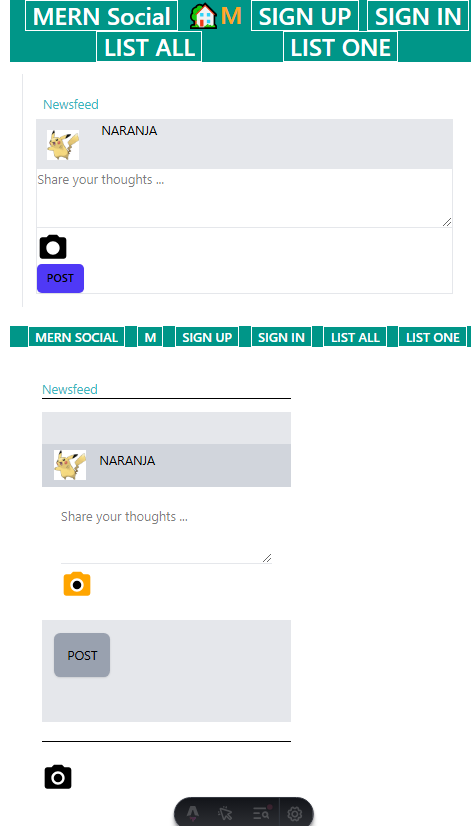 MERN Social M SIGN UP SIGN IN
LIST ALL LIST ONE
Newsfeed
NARANJA
Share your thoughts ...
POST
MERN SOCIAL M SIGN UP SIGN IN LIST ALL LIST ONE
Newsfeed
NARANJA
Share your thoughts ...
POST